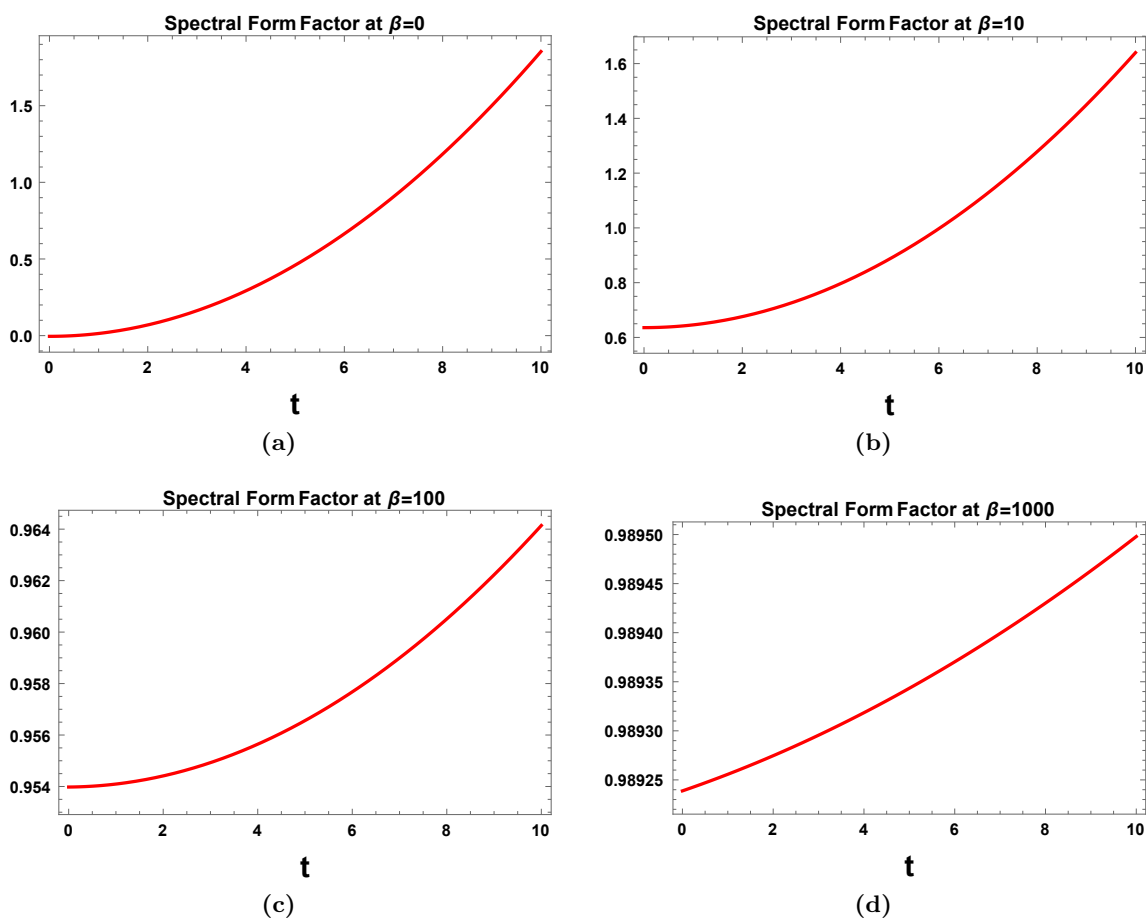 Spectral Form Factor at β=0
1.5
1.0
0.5
0.0
0 2 4 6 8 10
t
(a)
Spectral Form Factor at β=10
1.6
1.4
1.2
1.0
0.8
0.6
0 2 4 6 8 10
t
(b)
Spectral Form Factor at β=100
0.964
0.962
0.960
0.958
0.956
0.954
0 2 4 6 8 10
t
(c)
Spectral Form Factor at β=1000
0.98950
0.98945
0.98940
0.98935
0.98930
0.98925
0 2 4 6 8 10
t
(d)